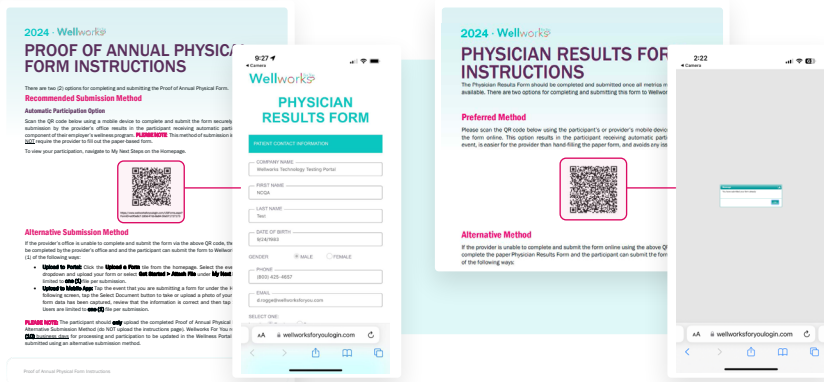 2024 · Wellworks
PROOF OF ANNUAL PHYSICA
FORM INSTRUCTIONS
There are two (2) options for completing and submitting the Proof of Annual Physical Form.
Recommended Submission Method
Automatic Participation Option
Scan the QR code below using a mobile device to complete and submit the form securely
submission by the provider's office results in the participant receiving automatic parti
component of their employer's wellness program. PLEASE NOTE: This method of submission i
NOT require the provider to fill out the paper-based form.
To view your participation, navigate to My Next Steps on the Homepage.
Alternative Submission Method
If the provider's office is unable to complete and submit the form via the above QR code, the
be completed by the provider's office and the participant can submit the form to Wellwor
(1) of the following ways:
• Upload to Portal: Click the Upload a Form tile from the homepage. Select the eve
dropdown and upload your form or select Get Started > Attach File under My Next
limited to one (1) file per submission.
• Upload to Mobile App: Tap the event that you are submitting a form for under the H
following screen, tap the Select Document button to take or upload a photo of your
form data has been captured, review that the information is correct and then tap
Users are limited to one (1) file per submission.
PLEASE NOTE: The participant should only upload the completed Proof of Annual Physical
Alternative Submission Method (do NOT upload the instructions page). Wellworks For You r
(10) business days for processing and participation to be updated in the Wellness Portal
submitted using an alternative submission method.
Proof of Annual Physical Form Instructions
9:27
◀ Camera
Wellworks
PHYSICIAN
RESULTS FORM
PATIENT CONTACT INFORMATION
COMPANY NAME
Wellworks Technology Testing Portal
FIRST NAME
NCQA
LAST NAME
Test
DATE OF BIRTH
9/24/1993
GENDER MALE FEMALE
PHONE
(800) 425-4657
EMAIL
d.rogge@wellworksforyou.com
SELECT ONE:
AA wellworksforyoulogin.com
2024 · Wellworks
PHYSICIAN RESULTS FOR
INSTRUCTIONS
The Physician Results Form should be completed and submitted once all metrics m
available. There are two options for completing and submitting this form to Wellwor
Preferred Method
Please scan the QR code below using the participant's or provider's mobile devic
the form online. This option results in the participant receiving automatic parti
event, is easier for the provider than hand-filling the paper form, and avoids any iss
Alternative Method
If the provider is unable to complete and submit the form online using the above QR
complete the paper Physician Results Form and the participant can submit the form
of the following ways:
2:22
◀ Camera
AA wellworksforyoulogin.com